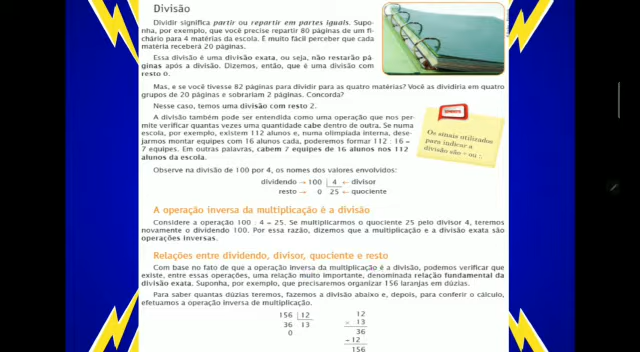 Divisão
Dividir significa partir ou repartir em partes iguais. Supo-
nha, por exemplo, que você precise repartir 80 páginas de um fi-
chário para 4 matérias da escola. É muito fácil perceber que cada
matéria receberá 20 páginas.
Essa divisão é uma divisão exata, ou seja, não restarão pá-
ginas após a divisão. Dizemos, então, que é uma divisão com
resto 0.
Mas, e se você tivesse 82 páginas para dividir para as quatro matérias? Você as dividiria em quatro
grupos de 20 páginas e sobrariam 2 páginas. Concorda?
Nesse caso, temos uma divisão com resto 2.
A divisão também pode ser entendida como uma operação que nos per-
mite verificar quantas vezes uma quantidade cabe dentro de outra. Se numa
escola, por exemplo, existem 112 alunos e, numa olimpíada interna, dese-
jarmos montar equipes com 16 alunos cada, poderemos formar 112 : 16 =
7 equipes. Em outras palavras, cabem 7 equipes de 16 alunos nos 112
alunos da escola.
Os sinais utilizados
para indicar a
divisão são ÷ ou :.
Observe na divisão de 100 por 4, os nomes dos valores envolvidos:
dividendo → 100 4 ← divisor
resto → 0 25 ← quociente
A operação inversa da multiplicação é a divisão
Considere a operação 100 : 4 = 25. Se multiplicarmos o quociente 25 pelo divisor 4, teremos
novamente o dividendo 100. Por essa razão, dizemos que a multiplicação e a divisão exata são
operações inversas.
Relações entre dividendo, divisor, quociente e resto
Com base no fato de que a operação inversa da multiplicação é a divisão, podemos verificar que
existe, entre essas operações, uma relação muito importante, denominada relação fundamental da
divisão exata. Suponha, por exemplo, que precisaremos organizar 156 laranjas em dúzias.
Para saber quantas dúzias teremos, fazemos a divisão abaixo e, depois, para conferir o cálculo,
efetuamos a operação inversa de multiplicação.
156 12
36 13
0
12
× 13
36
+12
156